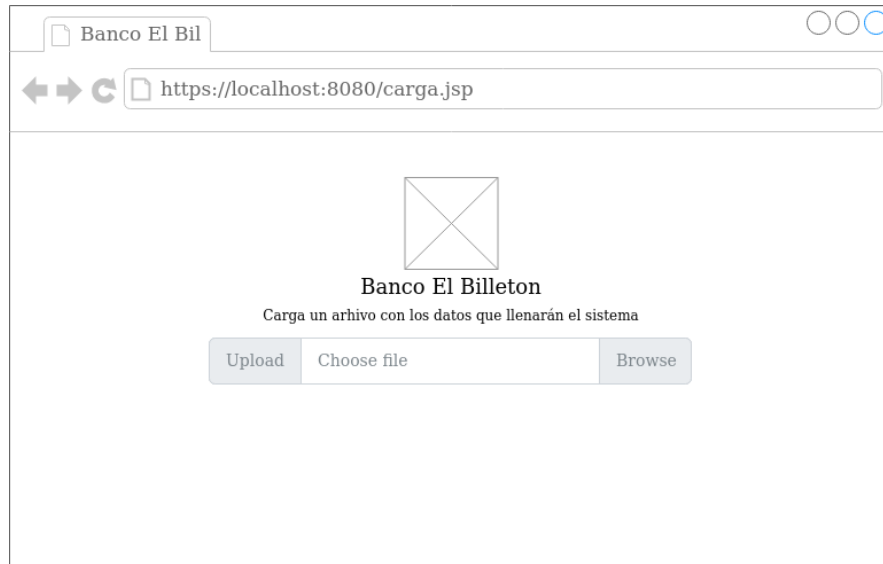 Banco El Bil
https://localhost:8080/carga.jsp
Banco El Billeton
Carga un arhivo con los datos que llenarán el sistema
Upload Choose file Browse